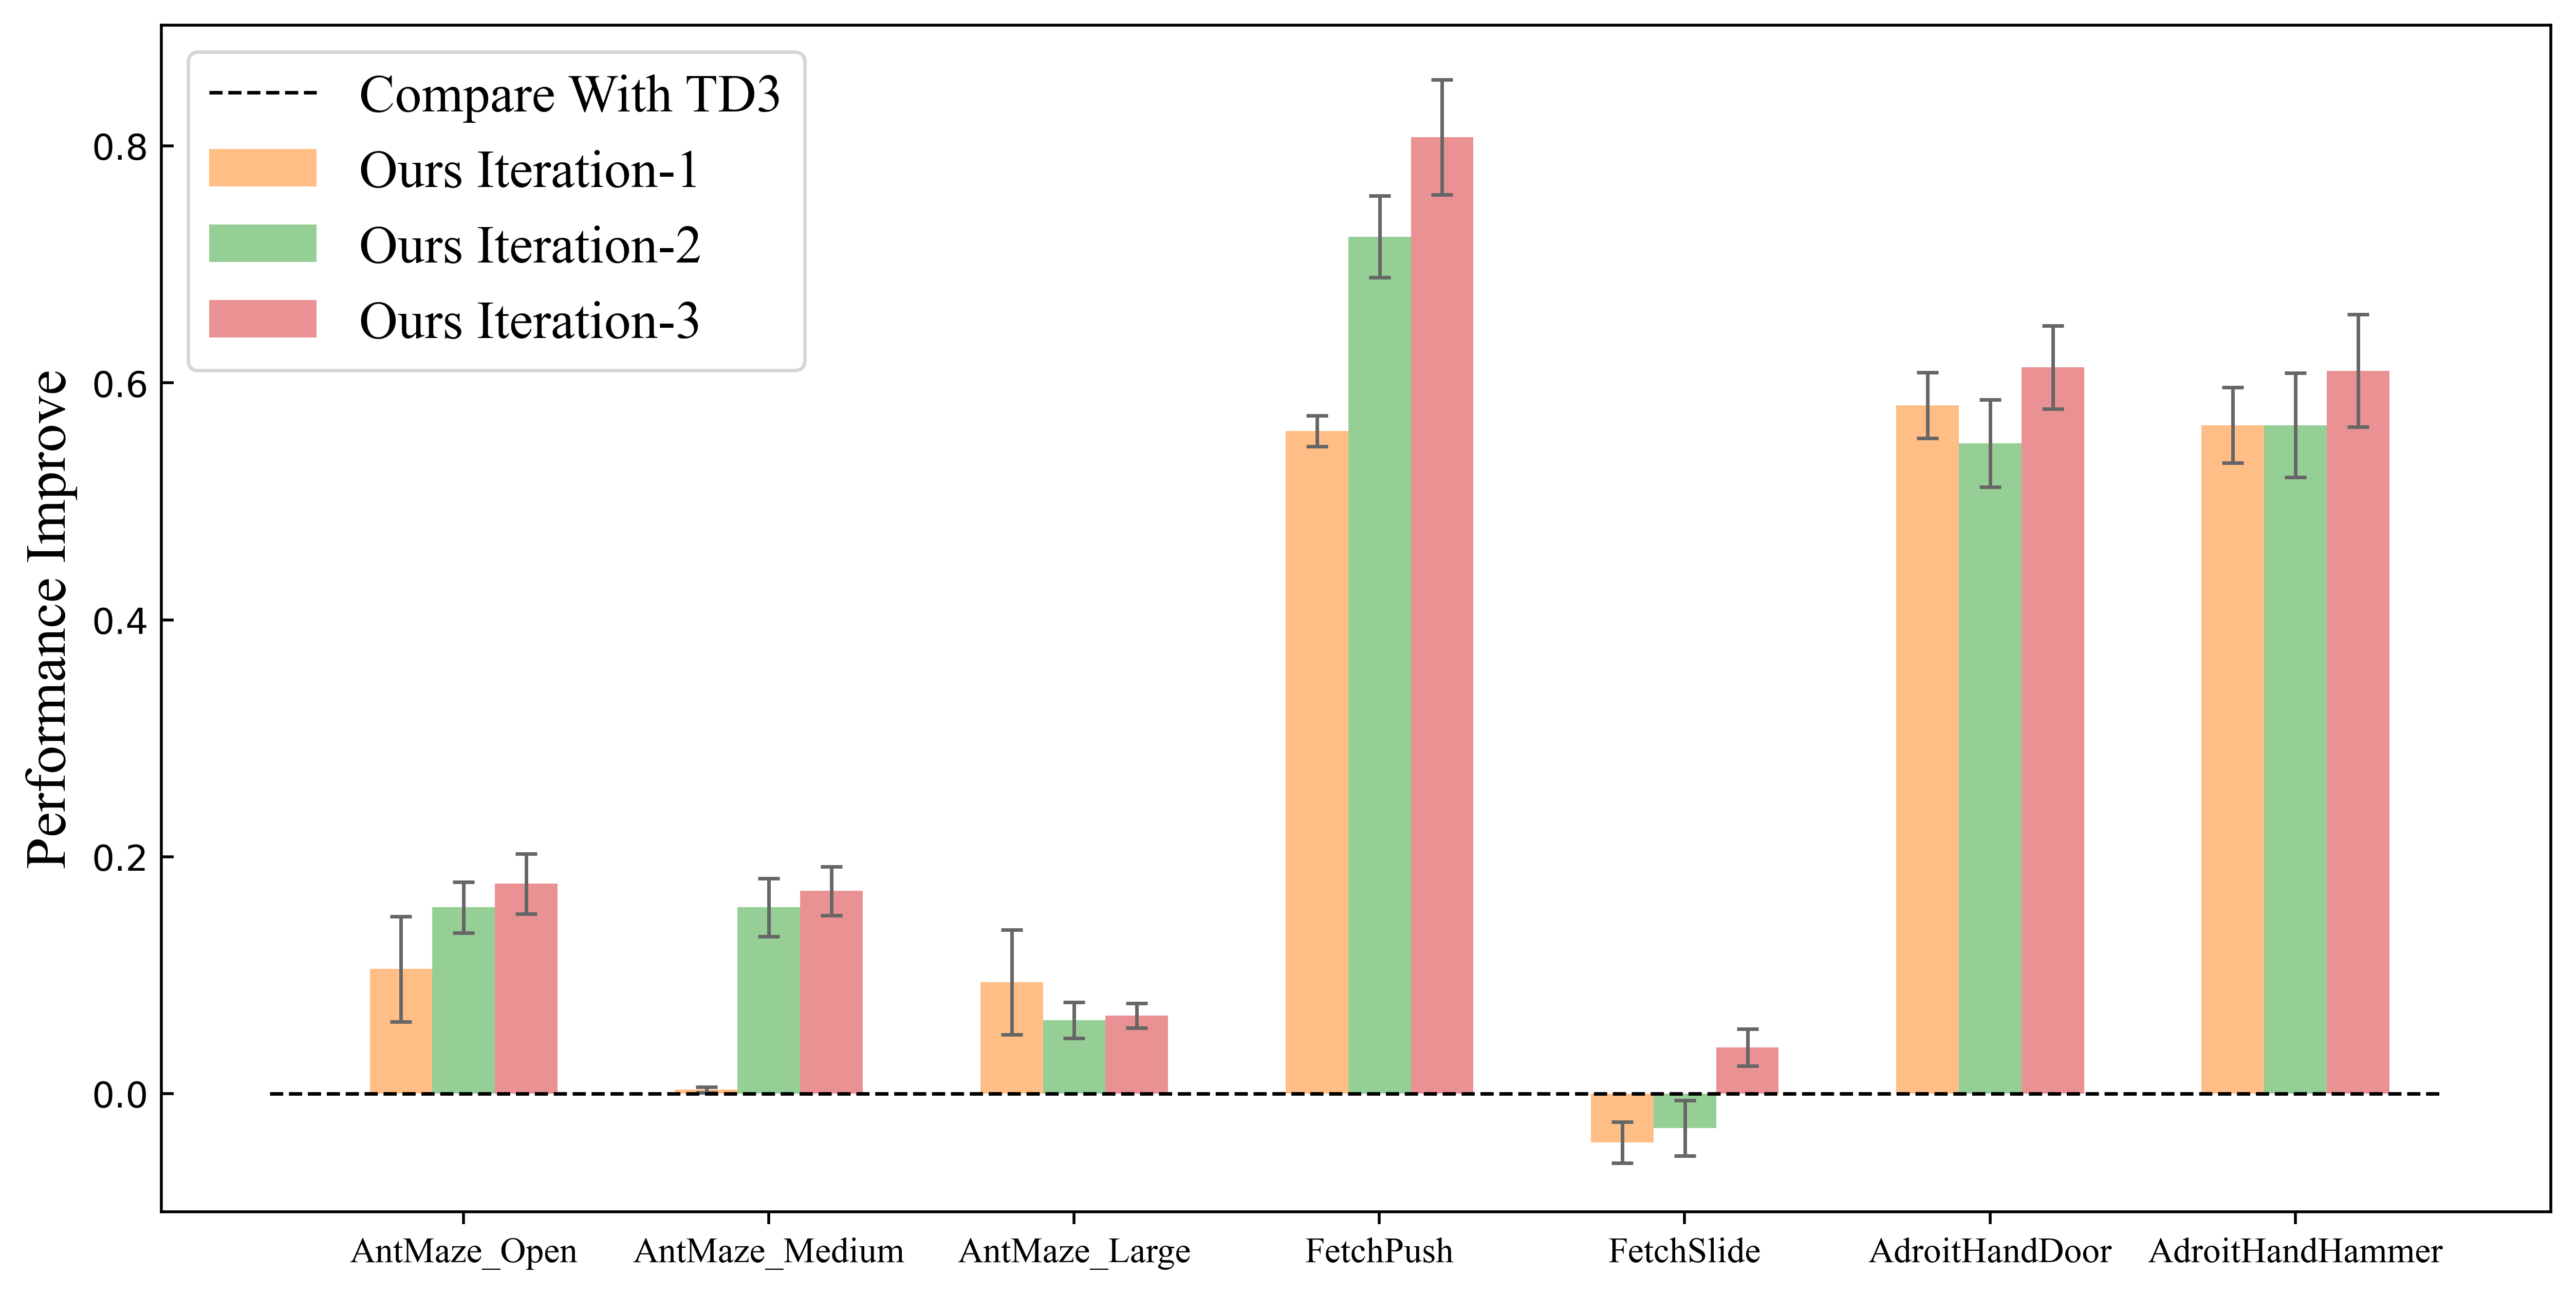 Compare With TD3
Ours Iteration-1
Ours Iteration-2
Ours Iteration-3
Performance Improve
0.8
0.6
0.4
0.2
0.0
AntMaze_Open AntMaze_Medium AntMaze_Large FetchPush FetchSlide AdroitHandDoor AdroitHandHammer